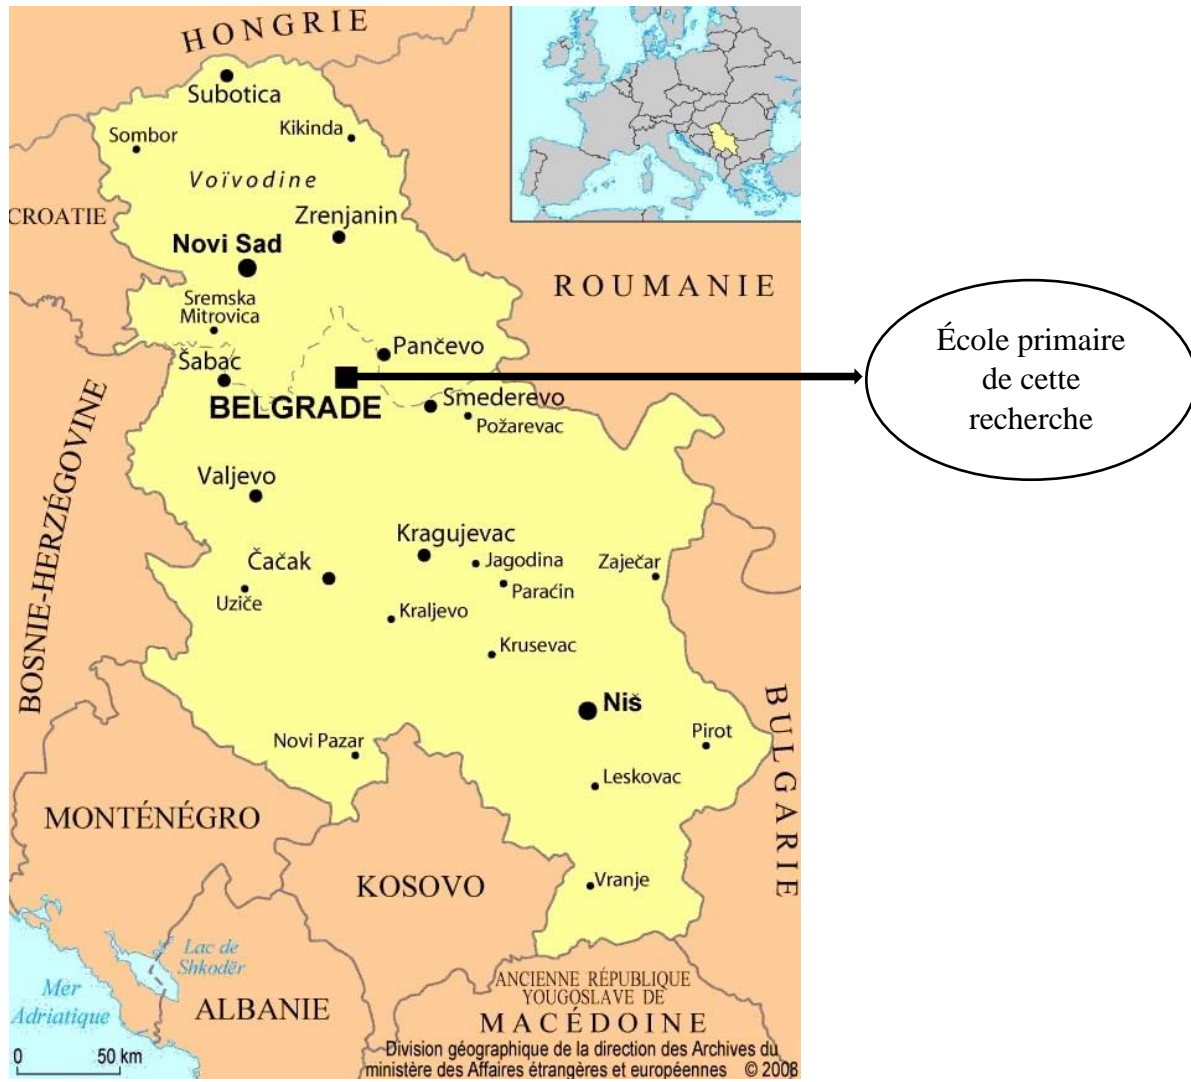 HONGRIE
Subotica
Sombor
Kikinda
Voïvodine
CROATIE
Zrenjanin
Novi Sad
ROUMANIE
Sremska
Mitrovica
Pančevo
Šabac
BELGRADE
Smederevo
Požarevac
École primaire
de cette
recherche
BOSNIE-HERZÉGOVINE
Valjevo
Kragujevac
Čačak
Jagodina
Zaječar
Uziče
Paraćin
Kraljevo
Krusevac
Niš
BULGARIE
Pirot
Novi Pazar
Leskovac
MONTÉNÉGRO
KOSOVO
Vranje
Lac de
Shkodër
Mer
Adriatique
ALBANIE
ANCIENNE RÉPUBLIQUE
YOUGOSLAVE DE
MACÉDOINE
0 50 km
Division géographique de la direction des Archives du
ministère des Affaires étrangères et européennes © 2008